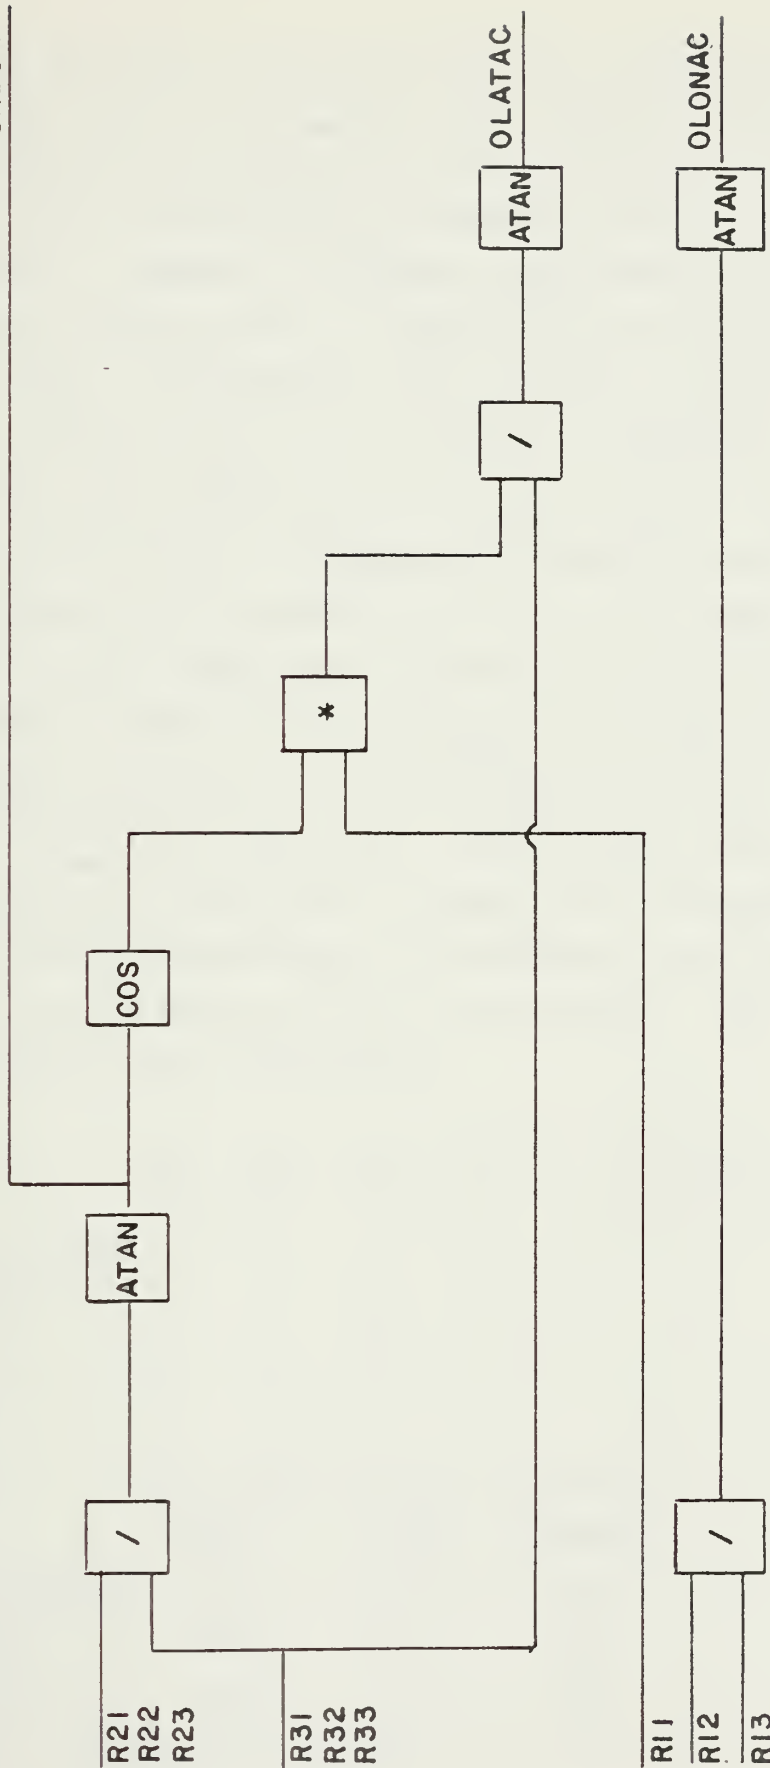 R21
R22
R23
/
ATAN
COS
R31
R32
R33
*
/
ATAN
OLATAC
R11
R12
R13
/
ATAN
OLONAC